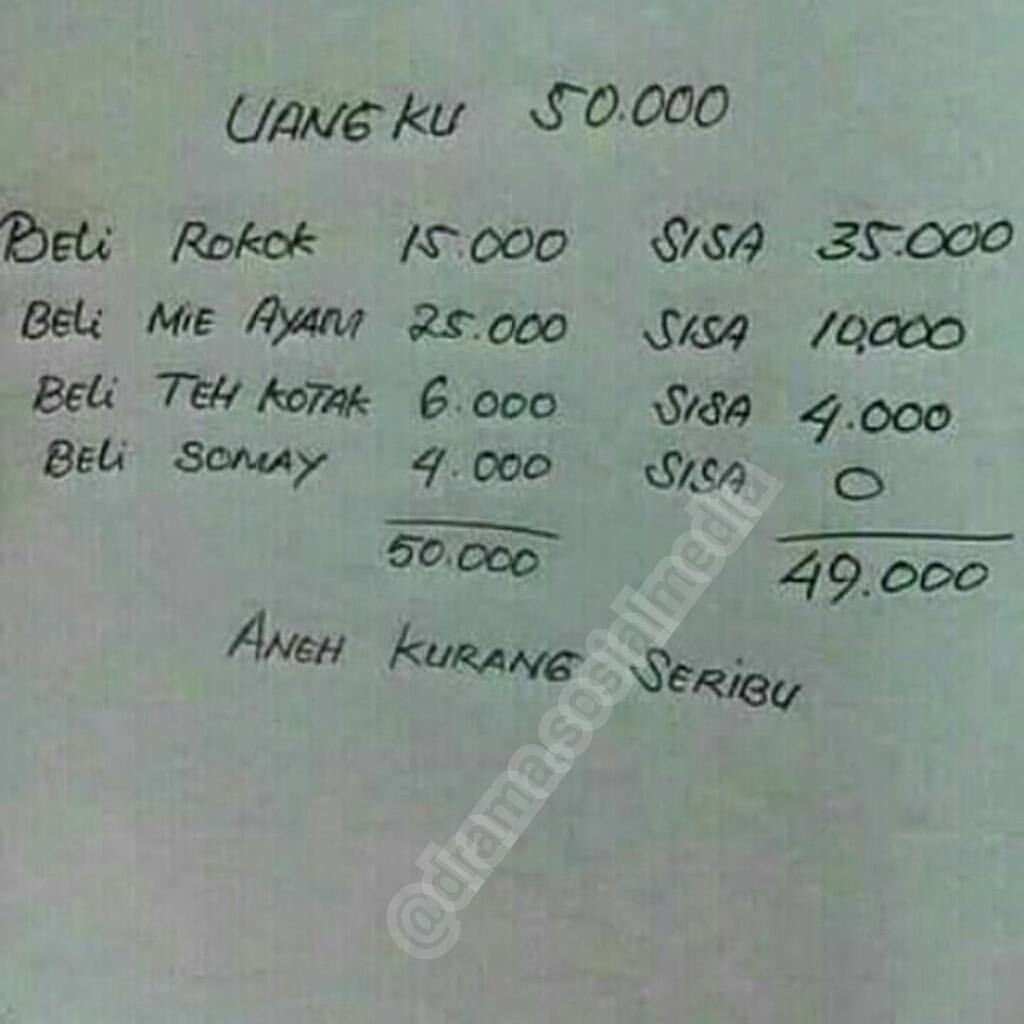 UANGKU 50.000
BELi ROKOK 15.000 SISA 35.000
BELi MiE AYAM 25.000 SISA 10,000
BELi TEH KOTAK 6.000 SISA 4.000
BELi SOMAY 4.000 SISA 0
50.000 49.000
ANEH KURANG SERiBU
@dramasosialmedia